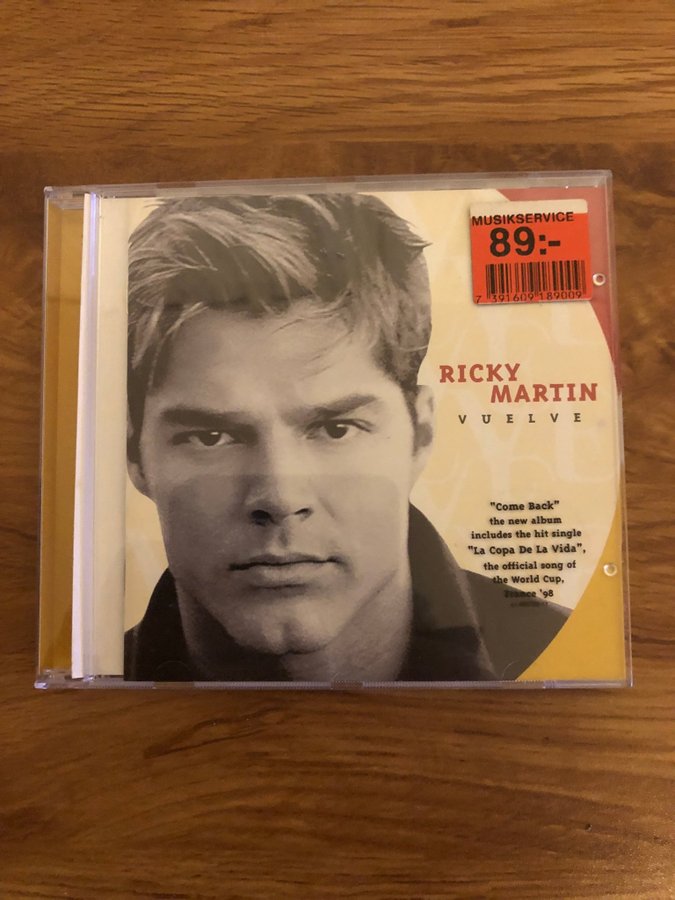 MUSIKSERVICE
89:-
7 391609 189009
RICKY
MARTIN
VUELVE
"Come Back"
the new album
includes the hit single
"La Copa De La Vida",
the official song of
the World Cup,
France '98